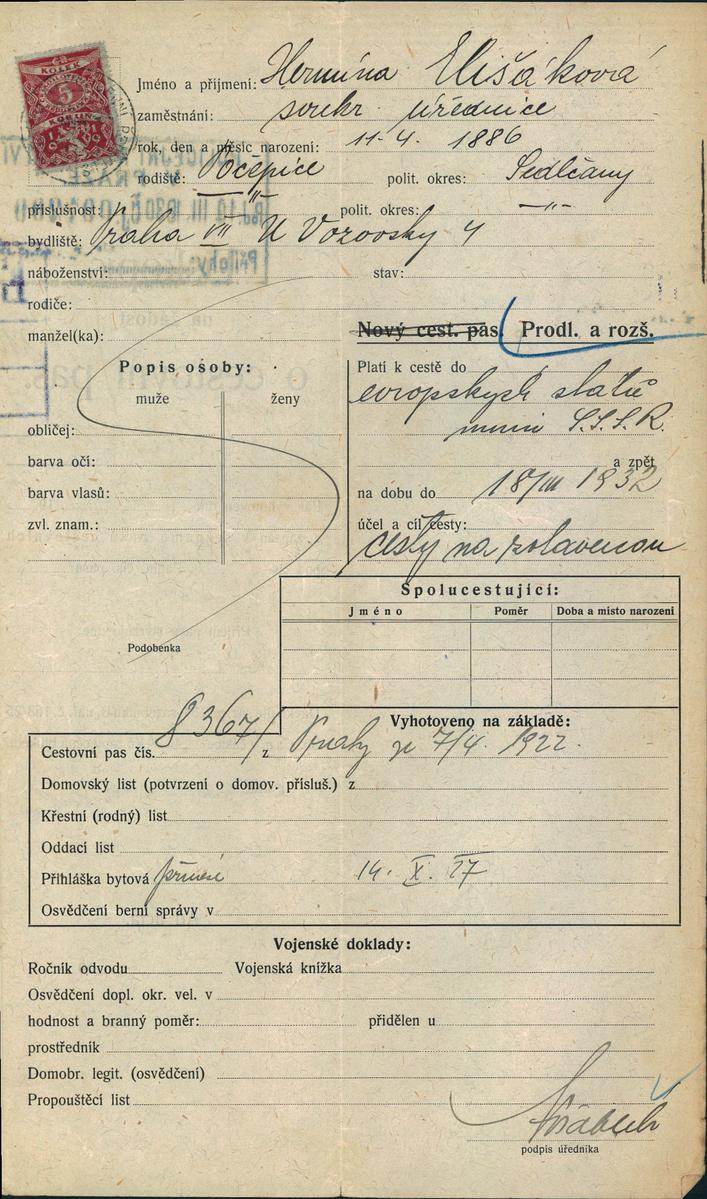 KOLEK
5
KORUN
Jméno a příjmení: Hermína Elišáková
zaměstnání: soukr. úřednice
rok, den a měsíc narození: 11. 4. 1886
rodiště: Počepice polit. okres: Sedlčany
příslušnost: —"— polit. okres: —"—
bydliště: Praha VII U Vozovsky 4
náboženství: stav:
rodiče:
manžel(ka):
Nový cest. pas. Prodl. a rozš.
Popis osoby:
muže ženy
obličej:
barva očí:
barva vlasů:
zvl. znam.:
Platí k cestě do
evropských států
mimo S.S.S.R.
a zpět
na dobu do 18/III 1932
účel a cíl cesty:
cesty na zotavenou
Spolucestující:
Jméno Poměr Doba a místo narození
Podobenka
Vyhotoveno na základě:
Cestovní pas čís. 8367/ z Prahy ze 7/4. 1922.
Domovský list (potvrzení o domov. přísluš.) z
Křestní (rodný) list
Oddací list
Přihláška bytová 14. X. 27
Osvědčení berní správy v
Vojenské doklady:
Ročník odvodu Vojenská knížka
Osvědčení dopl. okr. vel. v
hodnost a branný poměr: přidělen u
prostředník
Domobr. legit. (osvědčení)
Propouštěcí list
podpis úředníka